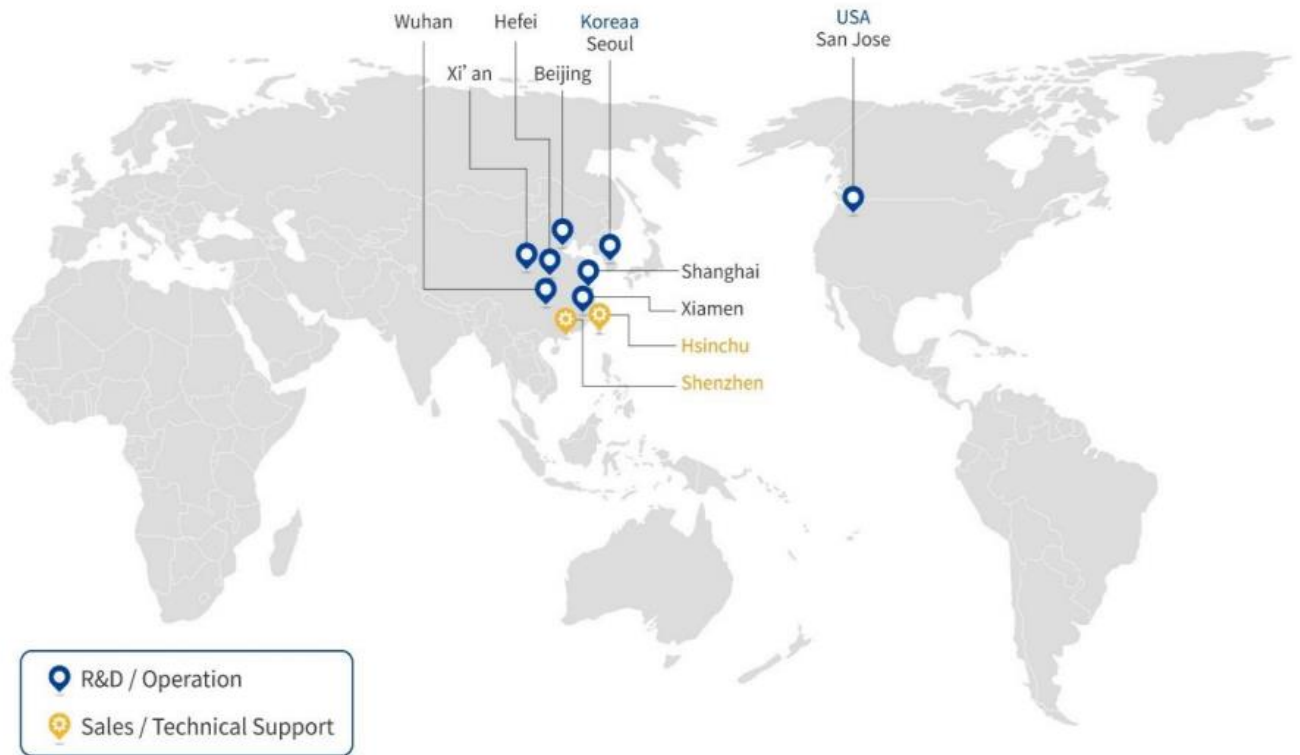 Wuhan
Hefei
Koreaa
Seoul
USA
San Jose
Xi' an
Beijing
Shanghai
Xiamen
Hsinchu
Shenzhen
R&D / Operation
Sales / Technical Support